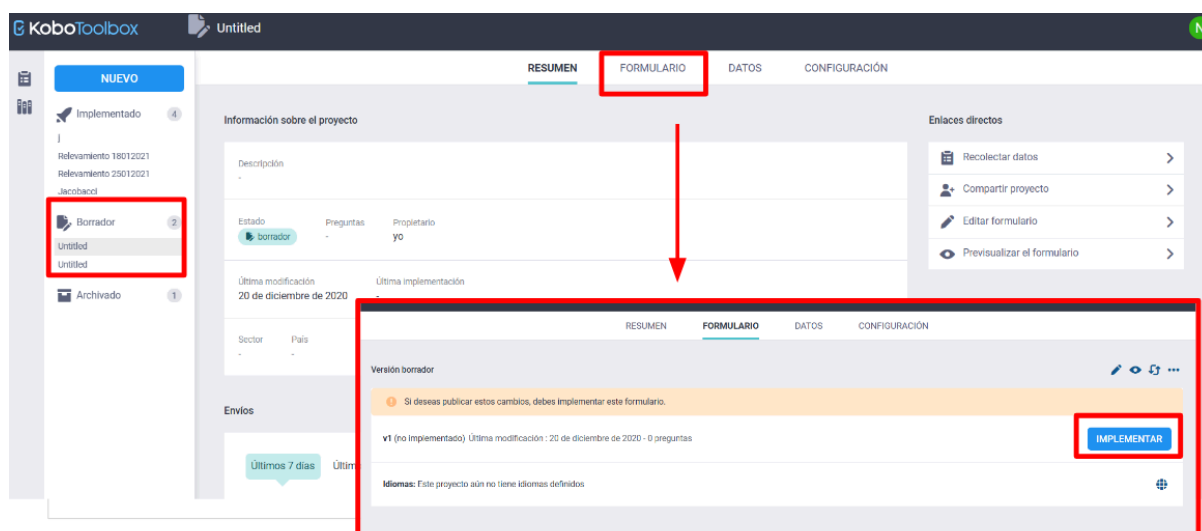 KoboToolbox
Untitled
N
NUEVO
Implementado 4
j
Relevamiento 18012021
Relevamiento 25012021
Jacobacci
Borrador 2
Untitled
Untitled
Archivado 1
RESUMEN FORMULARIO DATOS CONFIGURACIÓN
Información sobre el proyecto
Descripción
-
Estado Preguntas Propietario
borrador - yo
Última modificación Última implementación
20 de diciembre de 2020 -
Sector País
- -
Envíos
Últimos 7 días Últim
Enlaces directos
Recolectar datos
Compartir proyecto
Editar formulario
Previsualizar el formulario
RESUMEN FORMULARIO DATOS CONFIGURACIÓN
Versión borrador
Si deseas publicar estos cambios, debes implementar este formulario.
v1 (no implementado) Última modificación : 20 de diciembre de 2020 - 0 preguntas
IMPLEMENTAR
Idiomas: Este proyecto aún no tiene idiomas definidos